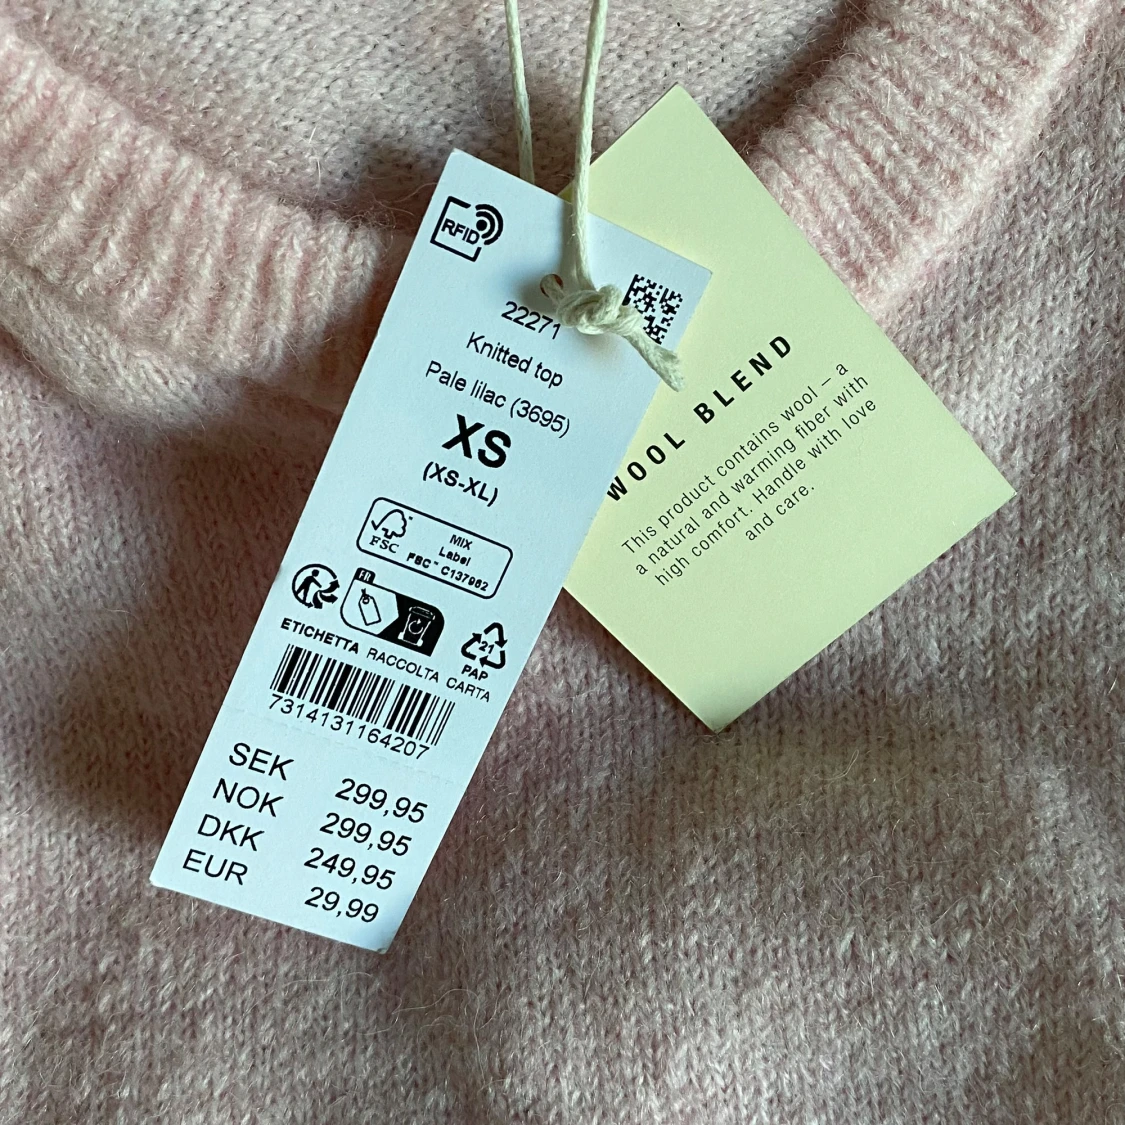 RFID
22271
Knitted top
Pale lilac (3695)
XS
(XS-XL)
FSC™
MIX
Label
FSC™ C137962
FR
21
PAP
ETICHETTA RACCOLTA CARTA
7314131164207
SEK 299,95
NOK 299,95
DKK 249,95
EUR 29,99
WOOL BLEND
This product contains wool – a
a natural and warming fiber with
high comfort. Handle with love
and care.